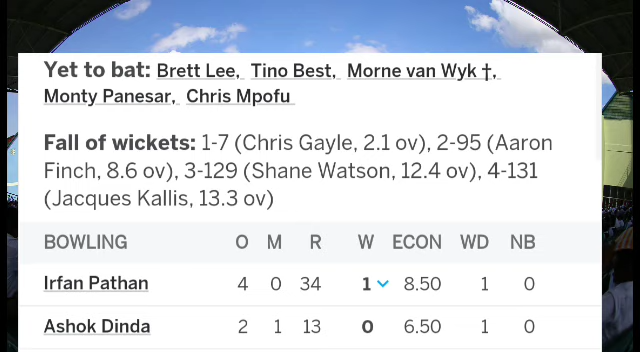 Yet to bat: Brett Lee, Tino Best, Morne van Wyk †,
Monty Panesar, Chris Mpofu
Fall of wickets: 1-7 (Chris Gayle, 2.1 ov), 2-95 (Aaron
Finch, 8.6 ov), 3-129 (Shane Watson, 12.4 ov), 4-131
(Jacques Kallis, 13.3 ov)
BOWLING O M R W ECON WD NB
Irfan Pathan 4 0 34 1 8.50 1 0
Ashok Dinda 2 1 13 0 6.50 1 0